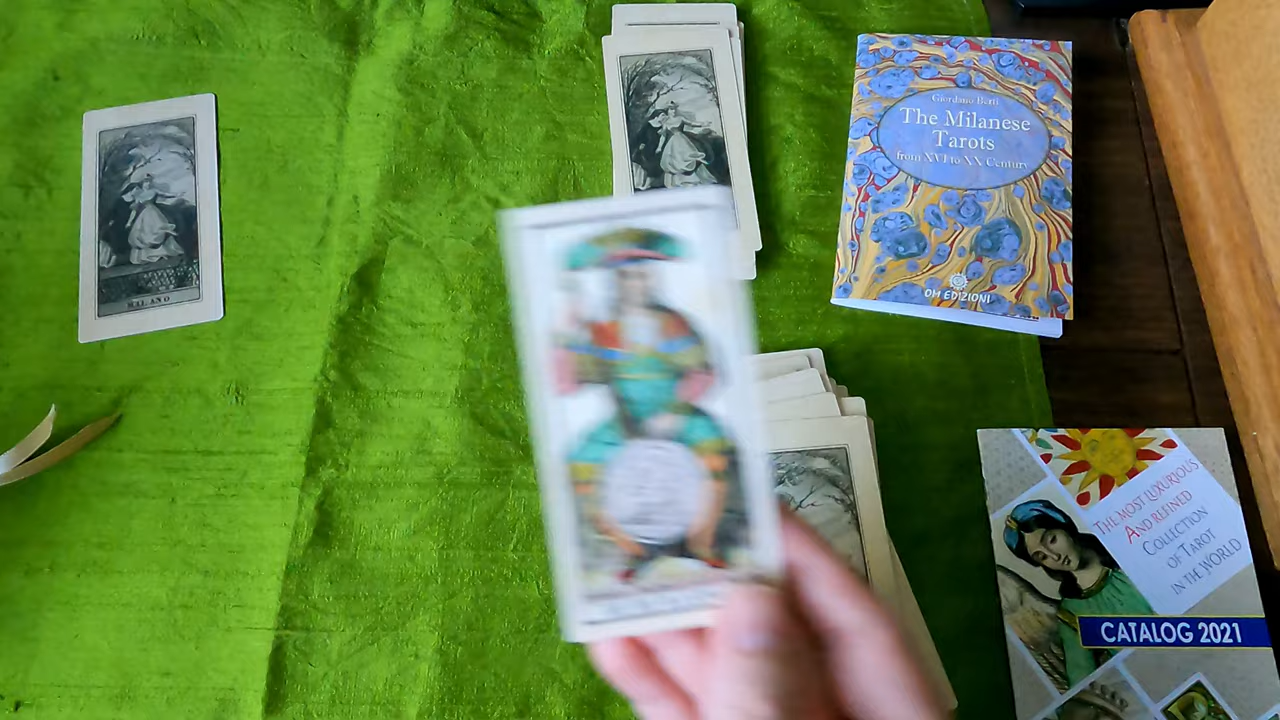 MILANO
Giordano Berti
The Milanese
Tarots
from XVI to XX Century
OM EDIZIONI
THE MOST LUXURIOUS
AND REFINED
COLLECTION
OF TAROT
IN THE WORLD
CATALOG 2021